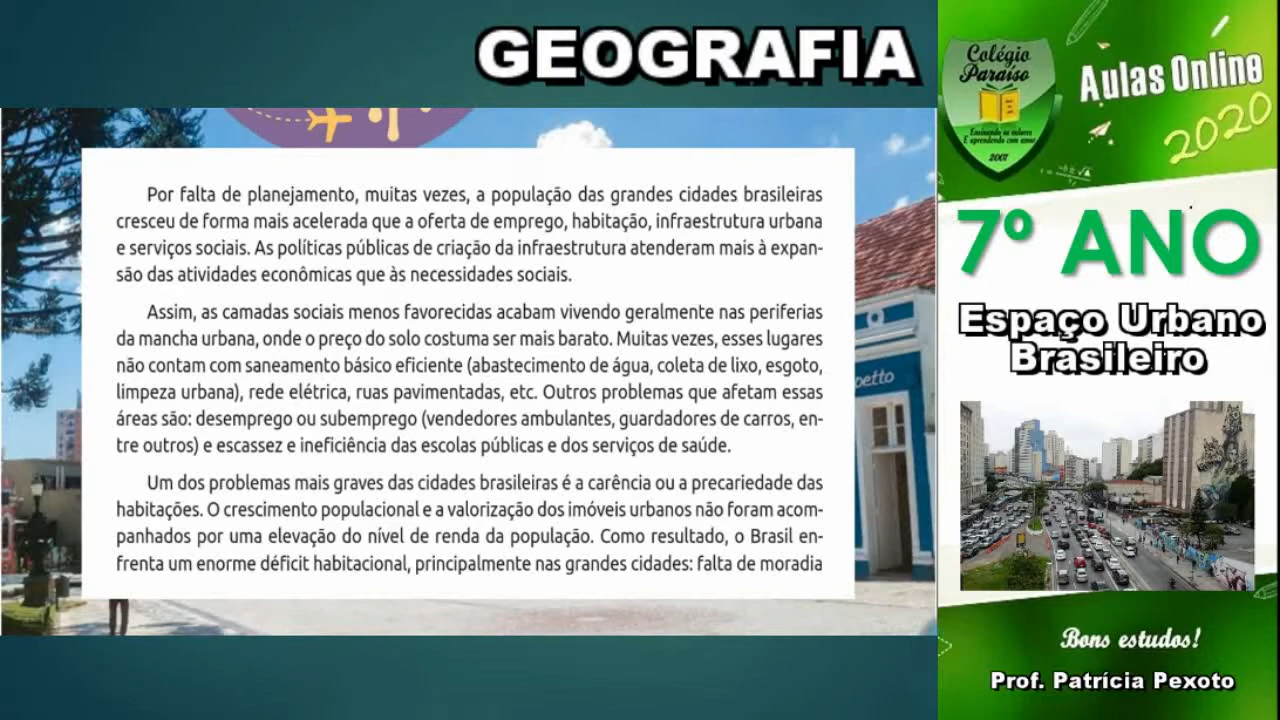 GEOGRAFIA
Por falta de planejamento, muitas vezes, a população das grandes cidades brasileiras
cresceu de forma mais acelerada que a oferta de emprego, habitação, infraestrutura urbana
e serviços sociais. As políticas públicas de criação da infraestrutura atenderam mais à expan-
são das atividades econômicas que às necessidades sociais.
Assim, as camadas sociais menos favorecidas acabam vivendo geralmente nas periferias
da mancha urbana, onde o preço do solo costuma ser mais barato. Muitas vezes, esses lugares
não contam com saneamento básico eficiente (abastecimento de água, coleta de lixo, esgoto,
limpeza urbana), rede elétrica, ruas pavimentadas, etc. Outros problemas que afetam essas
áreas são: desemprego ou subemprego (vendedores ambulantes, guardadores de carros, en-
tre outros) e escassez e ineficiência das escolas públicas e dos serviços de saúde.
Um dos problemas mais graves das cidades brasileiras é a carência ou a precariedade das
habitações. O crescimento populacional e a valorização dos imóveis urbanos não foram acom-
panhados por uma elevação do nível de renda da população. Como resultado, o Brasil en-
frenta um enorme déficit habitacional, principalmente nas grandes cidades: falta de moradia
petto
Colégio
Paraíso
Ensinando os valores
E aprendendo com amor
2007
Aulas Online
2020
7º ANO
Espaço Urbano
Brasileiro
Bons estudos!
Prof. Patrícia Pexoto